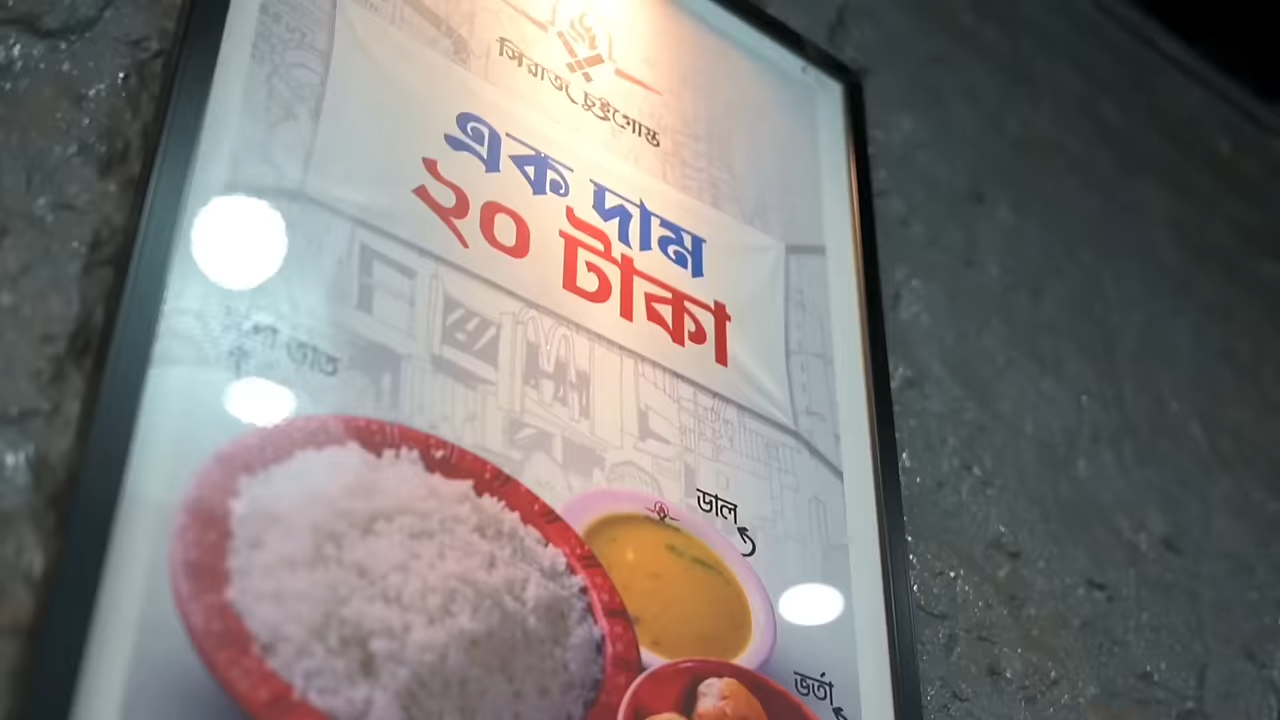 সিরাজ চুইগোস্ত
এক দাম
২০ টাকা
ভাত
ডাল
ভর্তা